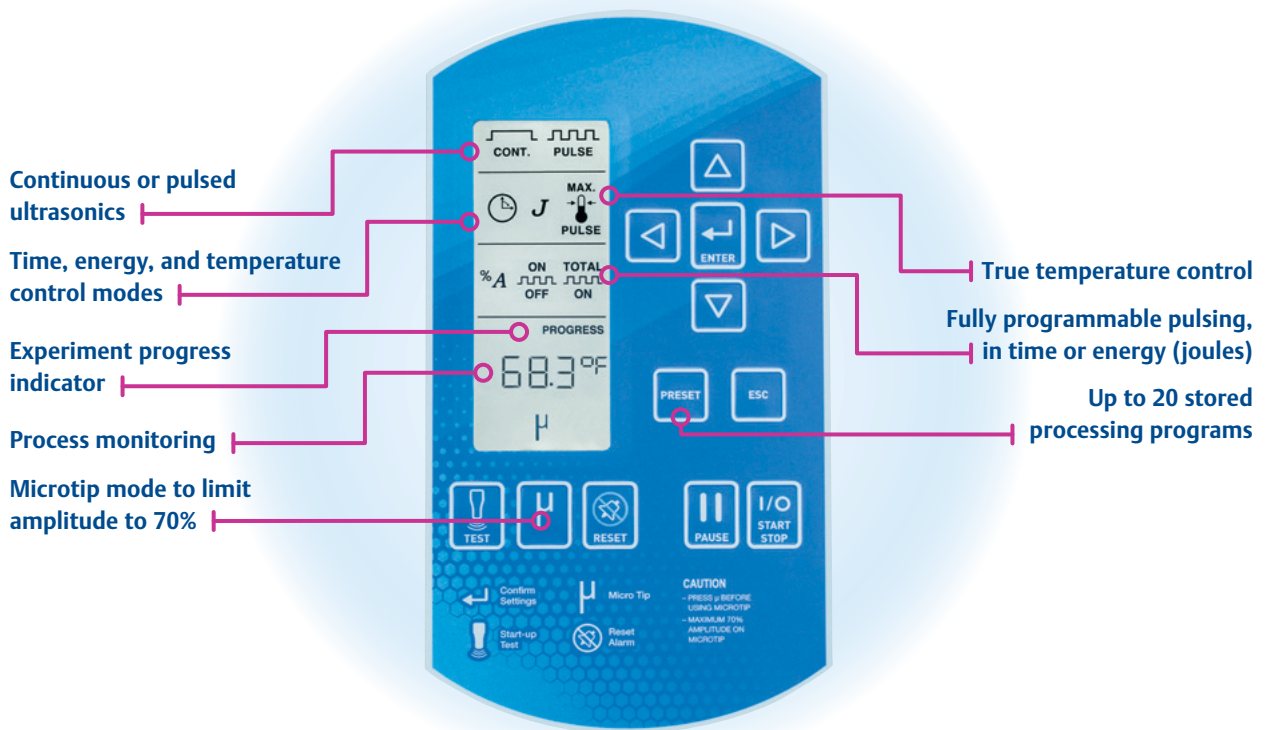 CONT. PULSE
MAX.
J
PULSE
%A ON TOTAL
OFF ON
PROGRESS
68.3°F
µ
Continuous or pulsed
ultrasonics
Time, energy, and temperature
control modes
Experiment progress
indicator
Process monitoring
Microtip mode to limit
amplitude to 70%
ENTER
PRESET
ESC
True temperature control
Fully programmable pulsing,
in time or energy (joules)
Up to 20 stored
processing programs
TEST
µ
RESET
PAUSE
I/O
START
STOP
Confirm
Settings
µ Micro Tip
Start-up
Test
Reset
Alarm
CAUTION
– PRESS µ BEFORE
USING MICROTIP
– MAXIMUM 70%
AMPLITUDE ON
MICROTIP